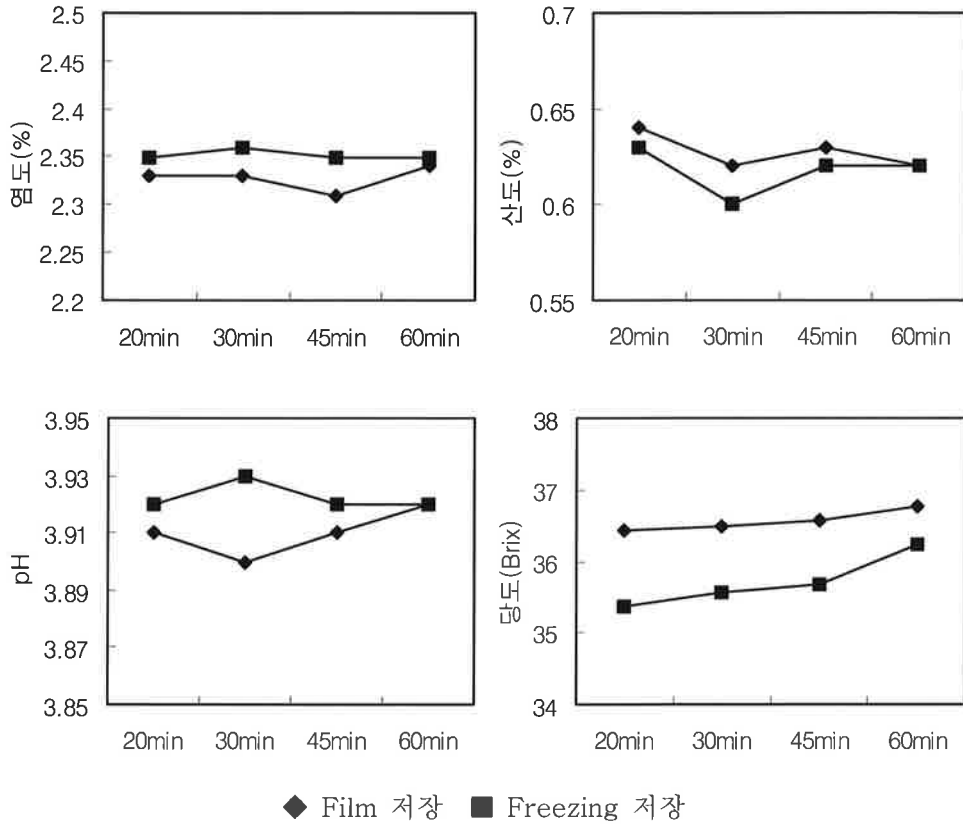 2.5
2.45
2.4
2.35
2.3
2.25
2.2
염도(%)
20min 30min 45min 60min
0.7
0.65
0.6
0.55
산도(%)
20min 30min 45min 60min
3.95
3.93
3.91
3.89
3.87
3.85
pH
20min 30min 45min 60min
38
37
36
35
34
당도(Brix)
20min 30min 45min 60min
◆ Film 저장 ■ Freezing 저장